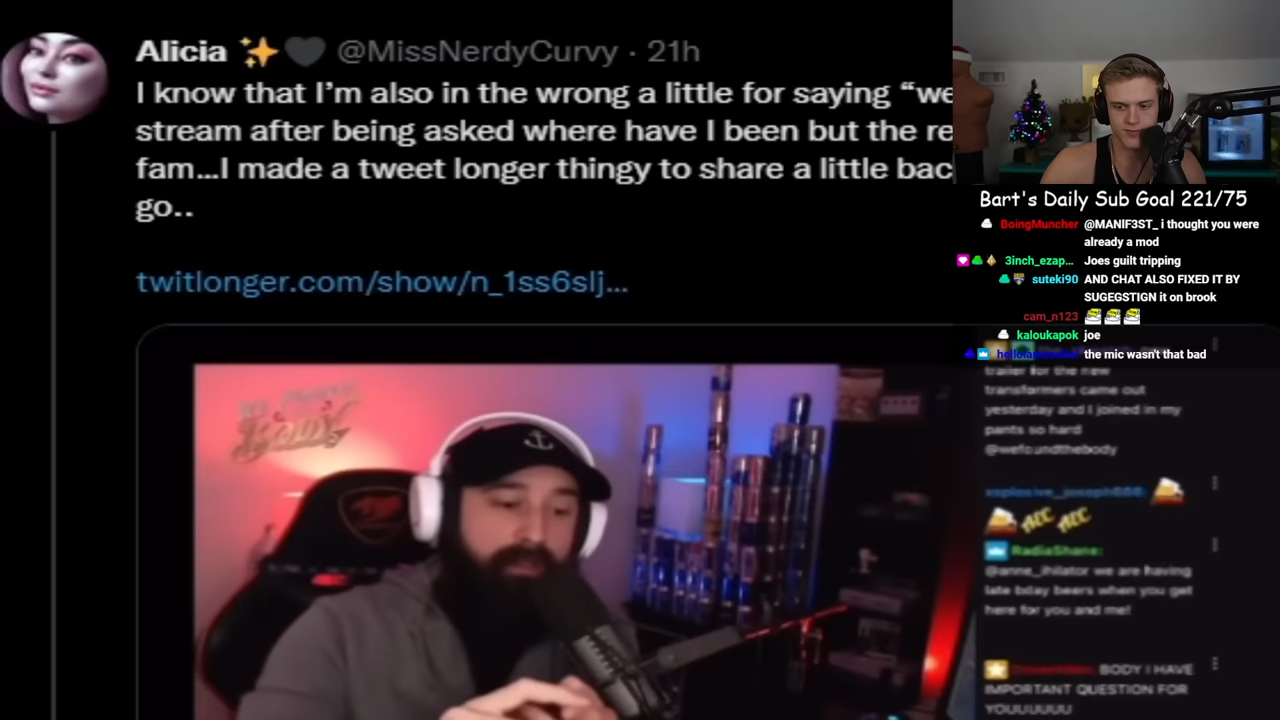 Alicia ✨🖤 @MissNerdyCurvy · 21h
I know that I'm also in the wrong a little for saying “we
stream after being asked where have I been but the re
fam...I made a tweet longer thingy to share a little bac
go..
twitlonger.com/show/n_1ss6slj...
Bart's Daily Sub Goal 221/75
BoingMuncher @MANIF3ST_ i thought you were
already a mod
3inch_ezap... Joes guilt tripping
suteki90 AND CHAT ALSO FIXED IT BY
SUGEGSTIGN it on brook
cam_n123
kaloukapok joe
the mic wasn't that bad
trailer for the new
transformers came out
yesterday and I joined in my
pants so hard
@wefoundthebody
explosive_joseph666:
RadiaShane:
@anne_ihilator we are having
late bday beers when you get
here for you and me!
BODY I HAVE
IMPORTANT QUESTION FOR
YOUUUUUU